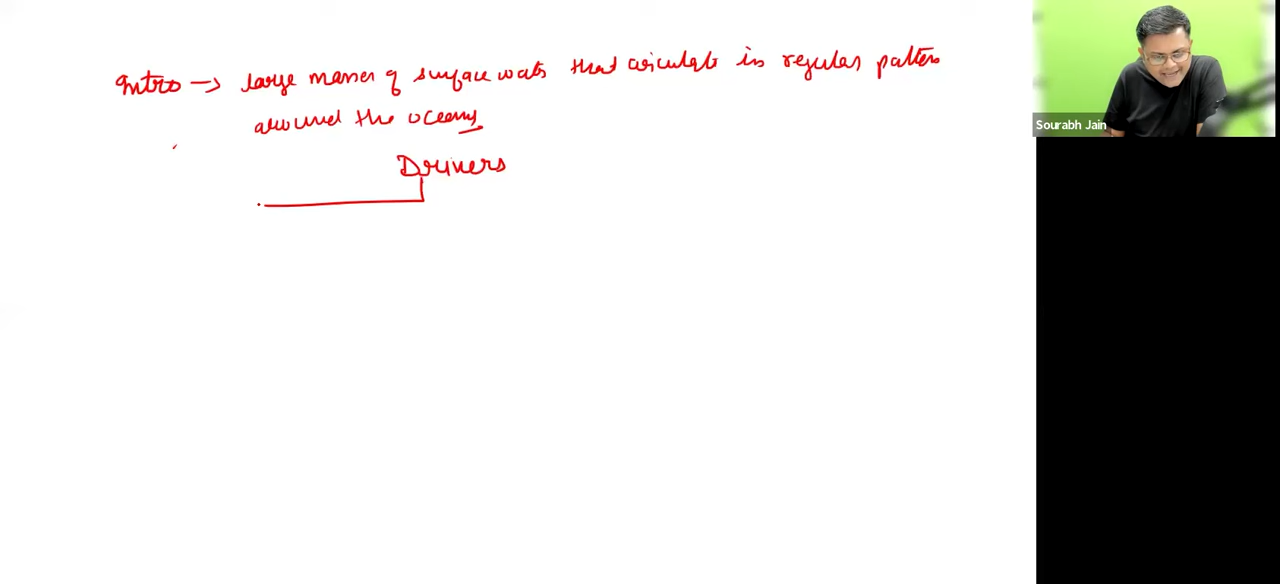 Intro → large masses of surface water that circulate in regular pattern
around the oceans
Drivers
Sourabh Jain